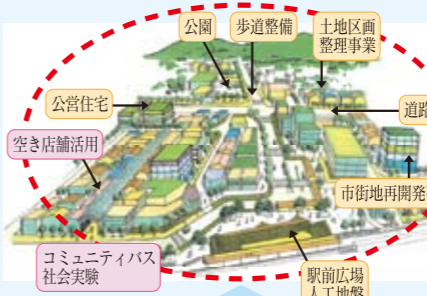 公園
歩道整備
土地区画
整理事業
公営住宅
道路
空き店舗活用
市街地再開発
コミュニティバス
社会実験
駅前広場
人工地盤